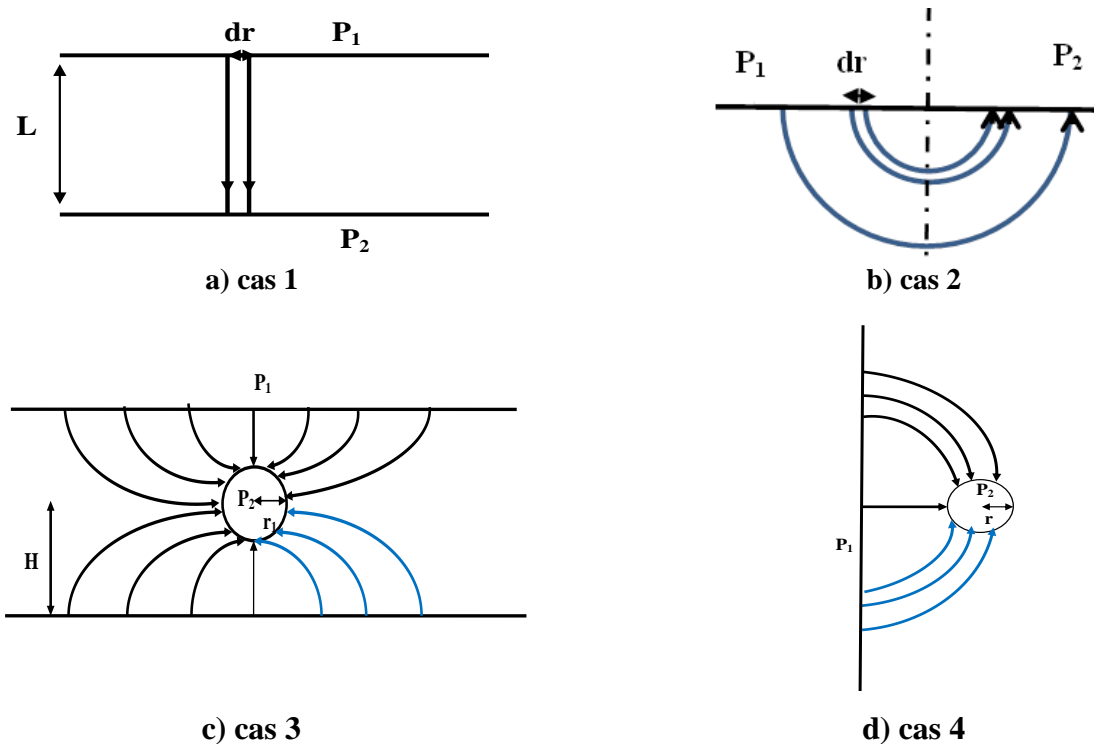 dr
P₁
L
P₂
a) cas 1
P₁
dr
P₂
b) cas 2
P₁
P₂
r₁
H
c) cas 3
P₂
r
P₁
d) cas 4